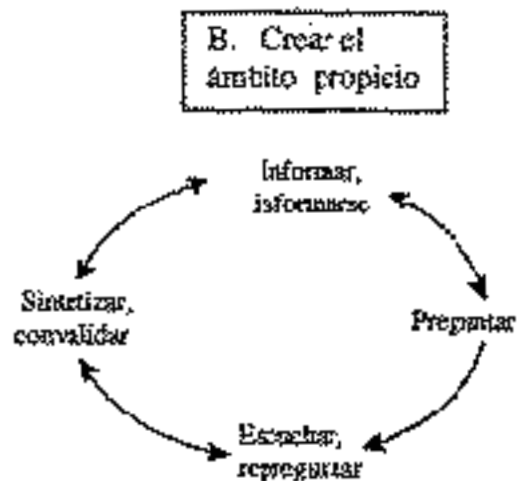 B. Crear el
ámbito propicio
Informar,
informarse
Sintetizar,
convalidar
Preguntar
Escuchar,
repreguntar